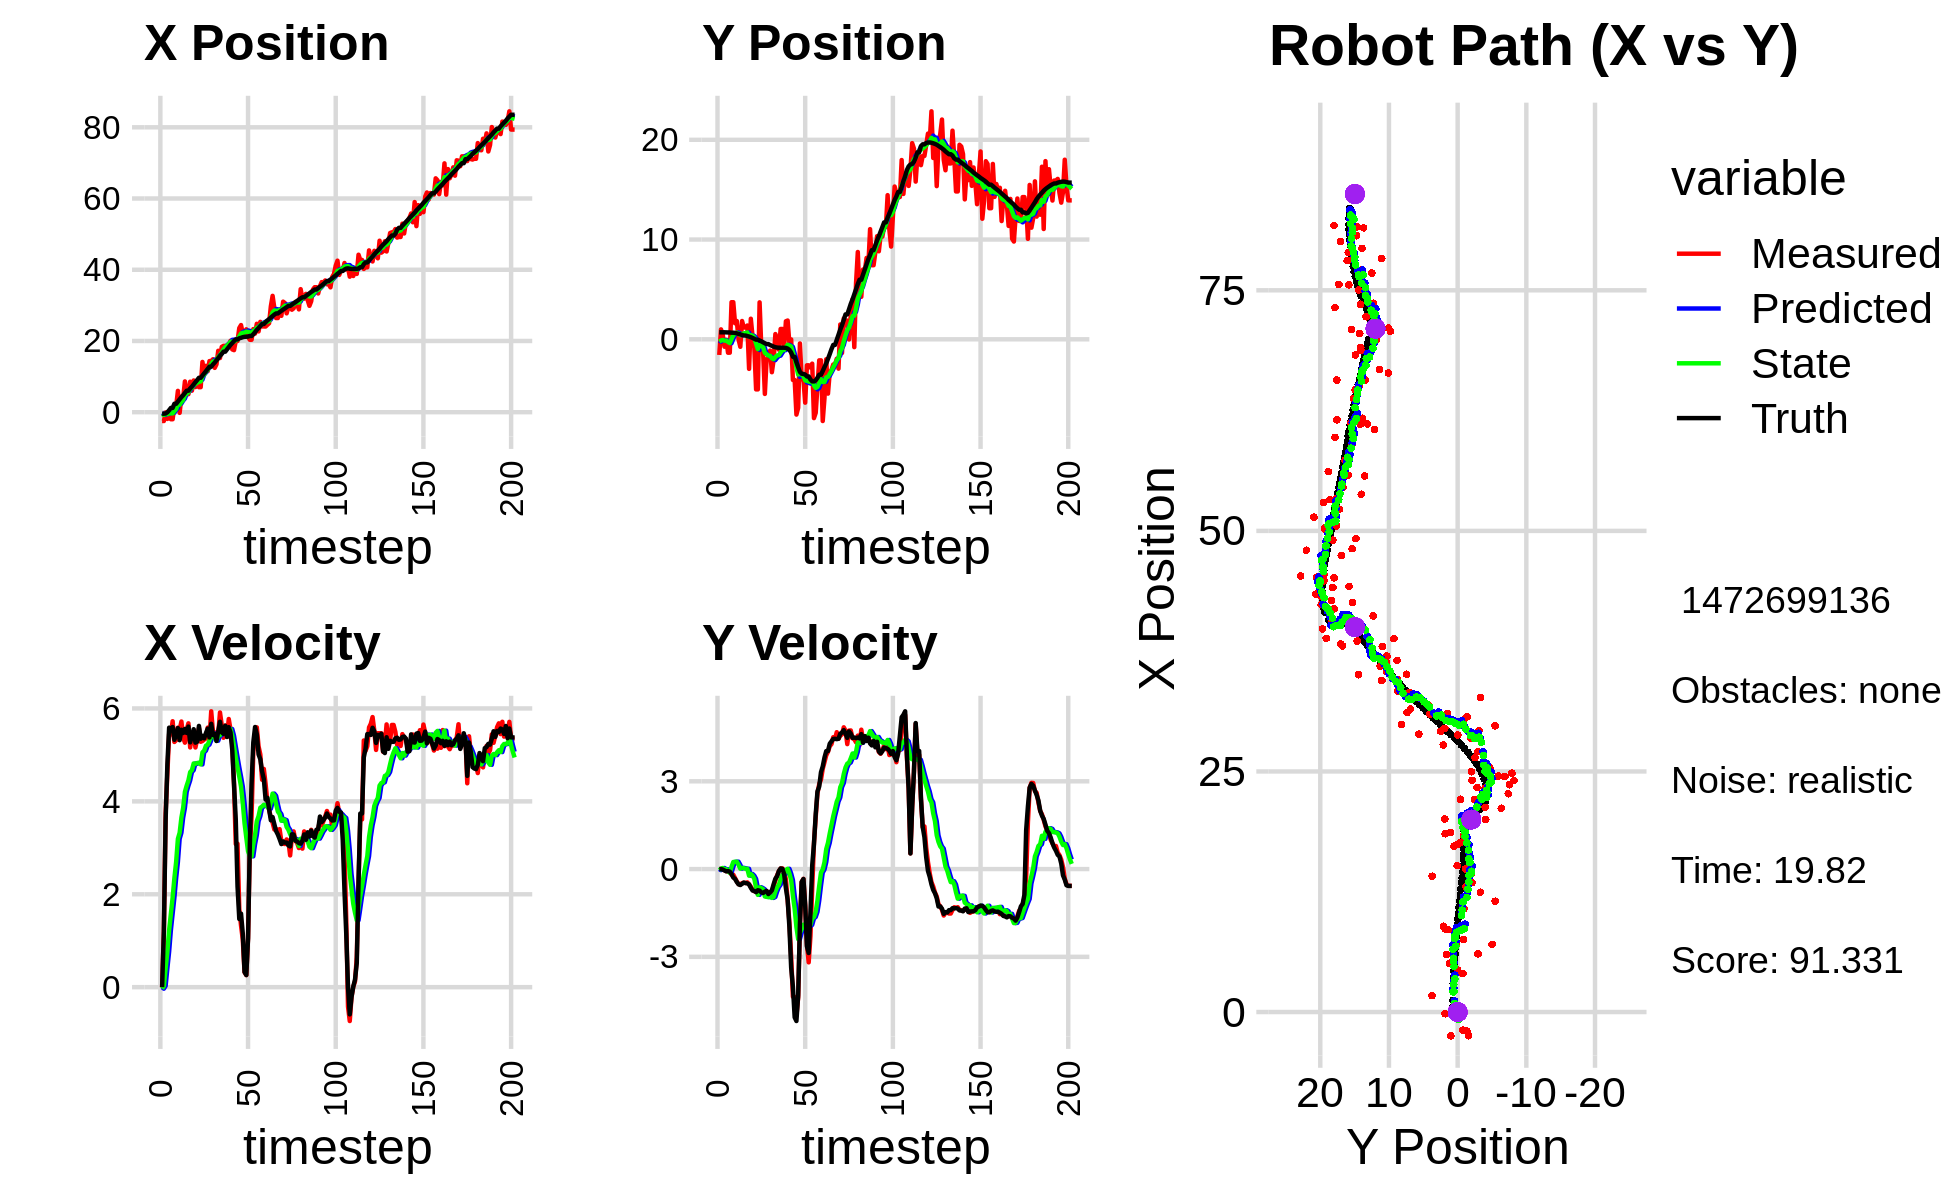 X Position
80
60
40
20
0
0
50
100
150
200
timestep
Y Position
20
10
0
0
50
100
150
200
timestep
X Velocity
6
4
2
0
0
50
100
150
200
timestep
Y Velocity
3
0
-3
0
50
100
150
200
timestep
Robot Path (X vs Y)
X Position
75
50
25
0
20 10 0 -10 -20
Y Position
variable
Measured
Predicted
State
Truth
1472699136
Obstacles: none
Noise: realistic
Time: 19.82
Score: 91.331